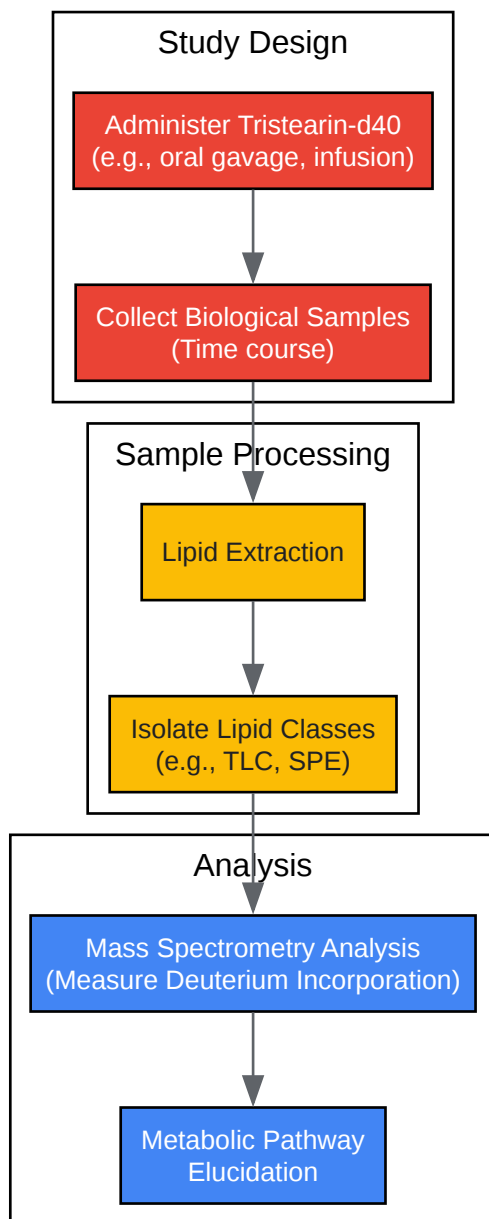 Study Design
Administer Tristearin-d40
(e.g., oral gavage, infusion)
Collect Biological Samples
(Time course)
Sample Processing
Lipid Extraction
Isolate Lipid Classes
(e.g., TLC, SPE)
Analysis
Mass Spectrometry Analysis
(Measure Deuterium Incorporation)
Metabolic Pathway
Elucidation